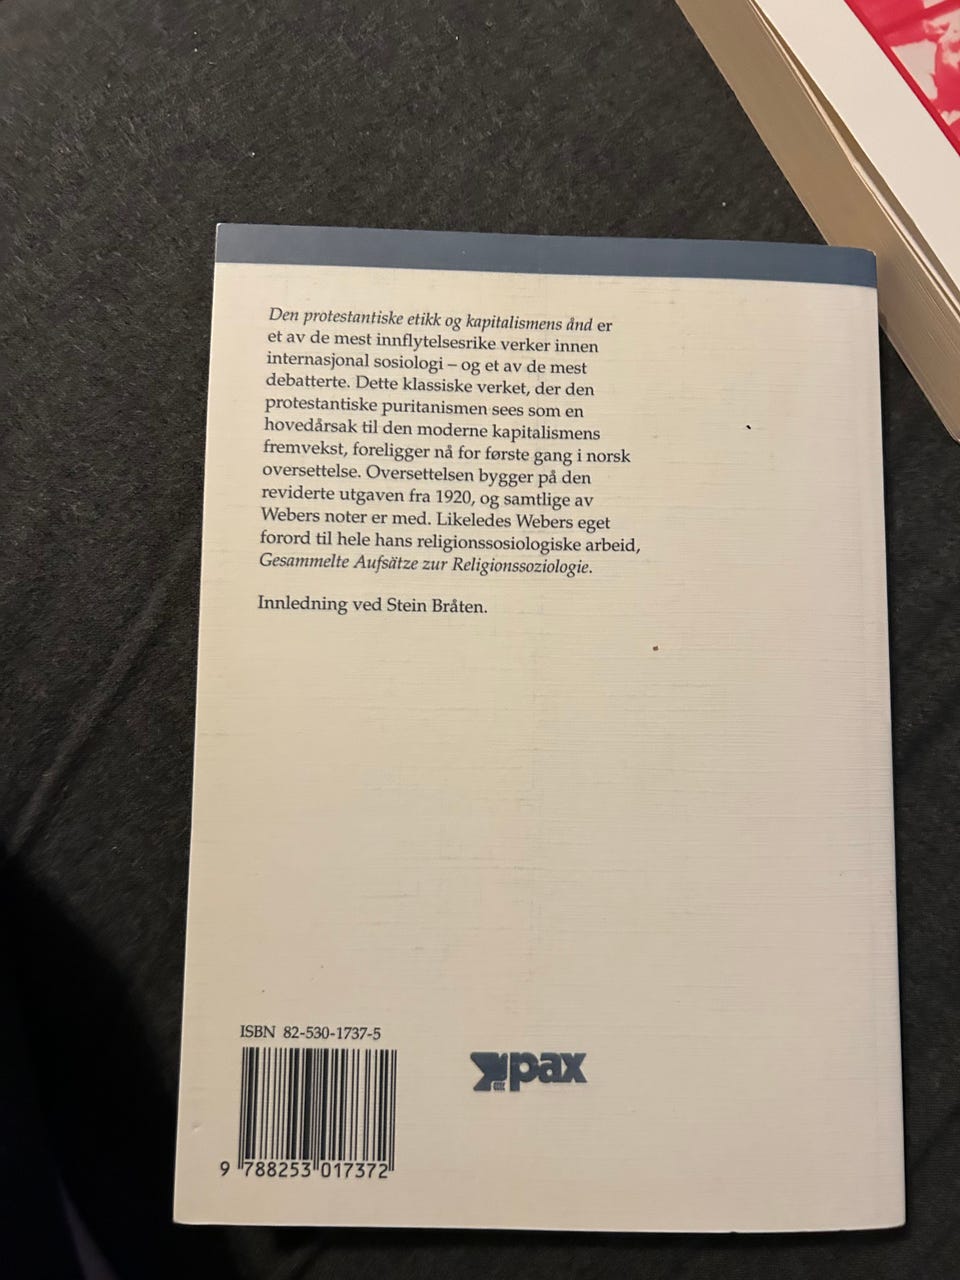 Den protestantiske etikk og kapitalismens ånd er
et av de mest innflytelsesrike verker innen
internasjonal sosiologi – og et av de mest
debatterte. Dette klassiske verket, der den
protestantiske puritanismen sees som en
hovedårsak til den moderne kapitalismens
fremvekst, foreligger nå for første gang i norsk
oversettelse. Oversettelsen bygger på den
reviderte utgaven fra 1920, og samtlige av
Webers noter er med. Likeledes Webers eget
forord til hele hans religionssosiologiske arbeid,
Gesammelte Aufsätze zur Religionssoziologie.
Innledning ved Stein Bråten.
ISBN 82-530-1737-5
pax
9 788253 017372